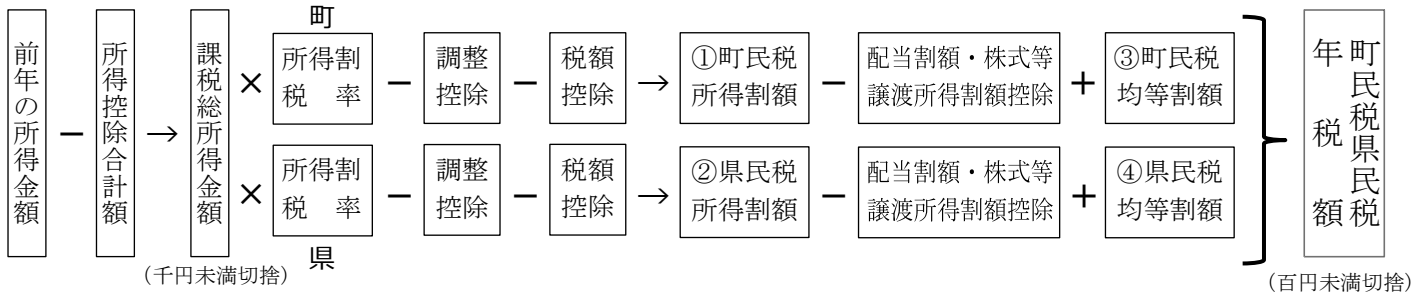 前年の所得金額
−
所得控除合計額
→
課税総所得金額
(千円未満切捨)
町
×
所得割
税　率
−
調整
控除
−
税額
控除
→
①町民税
所得割額
−
配当割額・株式等
譲渡所得割額控除
+
③町民税
均等割額
×
所得割
税　率
県
−
調整
控除
−
税額
控除
→
②県民税
所得割額
−
配当割額・株式等
譲渡所得割額控除
+
④県民税
均等割額
町民税県民税
年　税　額
(百円未満切捨)